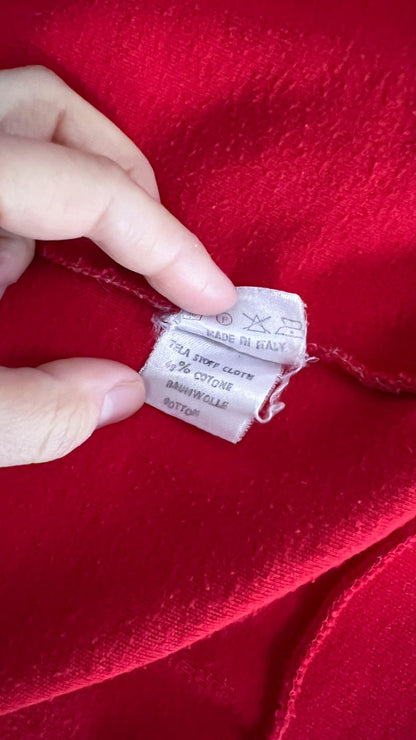 P
MADE IN ITALY
TELA STOFF CLOTH
% COTONE
BAUMWOLLE
COTTON